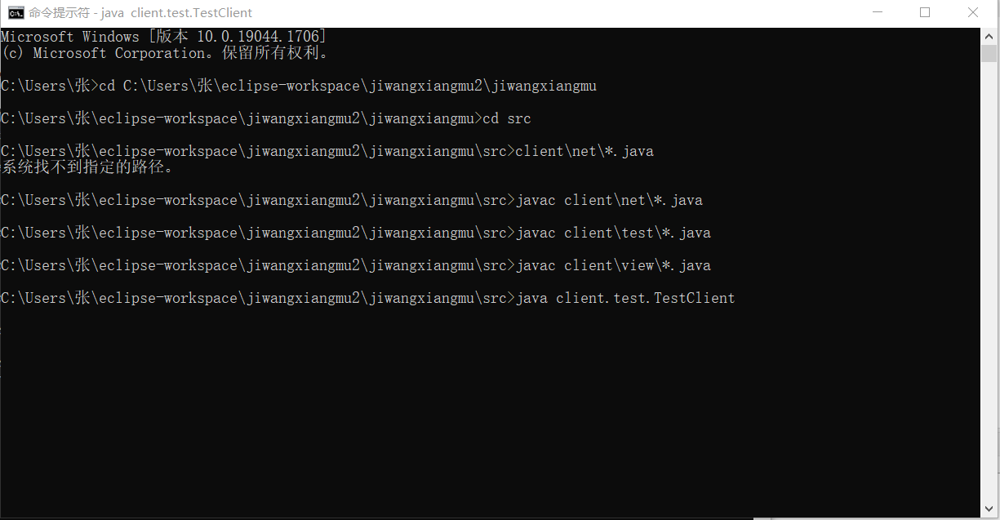 命令提示符 - java  client.test.TestClient
Microsoft Windows [版本 10.0.19044.1706]
(c) Microsoft Corporation。保留所有权利。
C:\Users\张>cd C:\Users\张\eclipse-workspace\jiwangxiangmu2\jiwangxiangmu
C:\Users\张\eclipse-workspace\jiwangxiangmu2\jiwangxiangmu>cd src
C:\Users\张\eclipse-workspace\jiwangxiangmu2\jiwangxiangmu\src>client\net\*.java
系统找不到指定的路径。
C:\Users\张\eclipse-workspace\jiwangxiangmu2\jiwangxiangmu\src>javac client\net\*.java
C:\Users\张\eclipse-workspace\jiwangxiangmu2\jiwangxiangmu\src>javac client\test\*.java
C:\Users\张\eclipse-workspace\jiwangxiangmu2\jiwangxiangmu\src>javac client\view\*.java
C:\Users\张\eclipse-workspace\jiwangxiangmu2\jiwangxiangmu\src>java client.test.TestClient